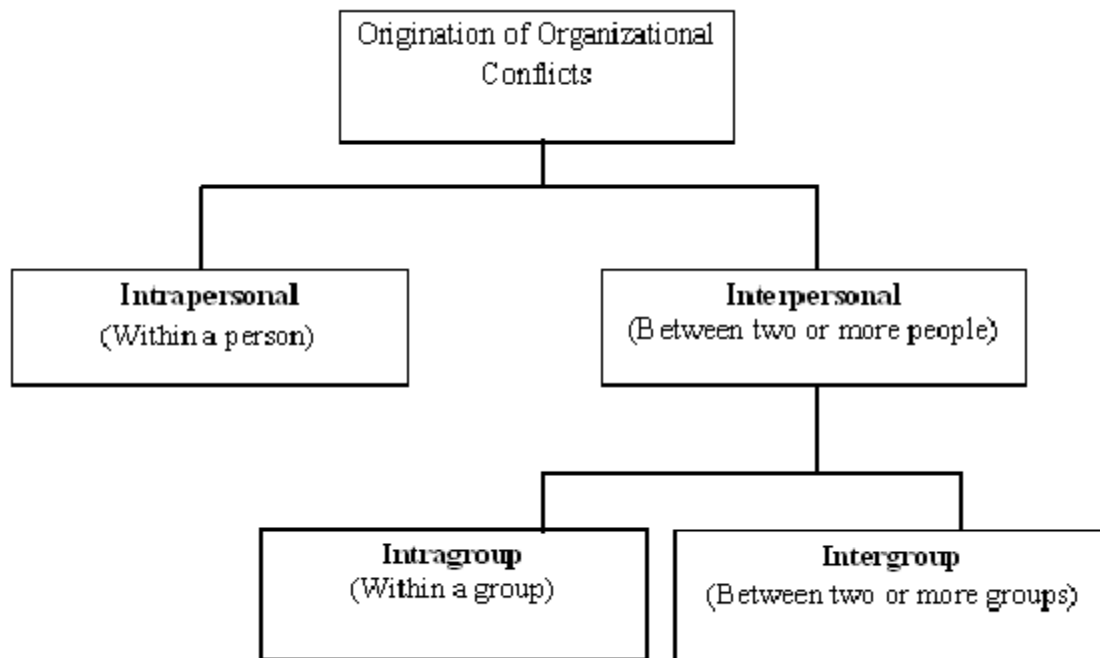 Origination of Organizational
Conflicts
Intrapersonal
(Within a person)
Interpersonal
(Between two or more people)
Intragroup
(Within a group)
Intergroup
(Between two or more groups)